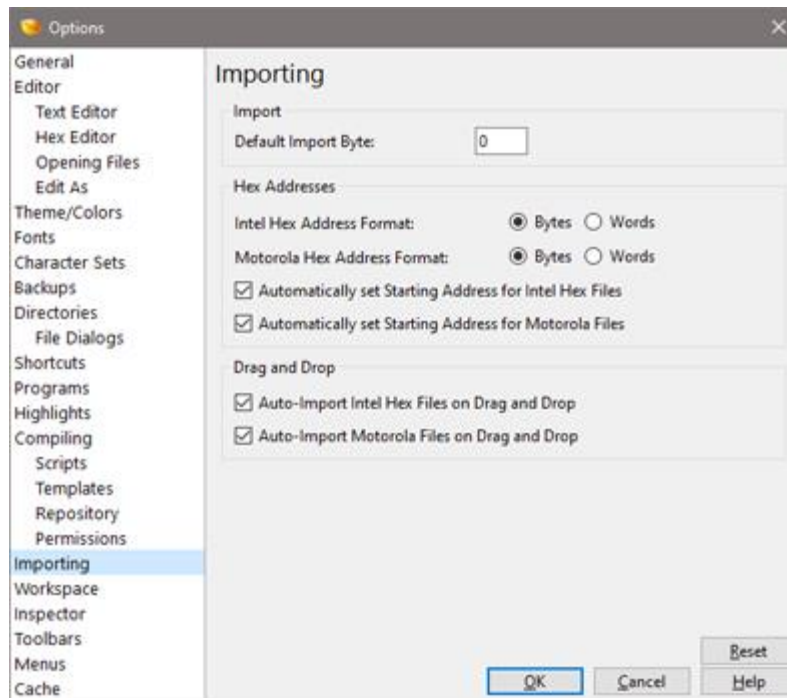 Options
General
Editor
Text Editor
Hex Editor
Opening Files
Edit As
Theme/Colors
Fonts
Character Sets
Backups
Directories
File Dialogs
Shortcuts
Programs
Highlights
Compiling
Scripts
Templates
Repository
Permissions
Importing
Workspace
Inspector
Toolbars
Menus
Cache
Importing
Import
Default Import Byte: 0
Hex Addresses
Intel Hex Address Format: Bytes Words
Motorola Hex Address Format: Bytes Words
Automatically set Starting Address for Intel Hex Files
Automatically set Starting Address for Motorola Files
Drag and Drop
Auto-Import Intel Hex Files on Drag and Drop
Auto-Import Motorola Files on Drag and Drop
Reset
OK Cancel Help